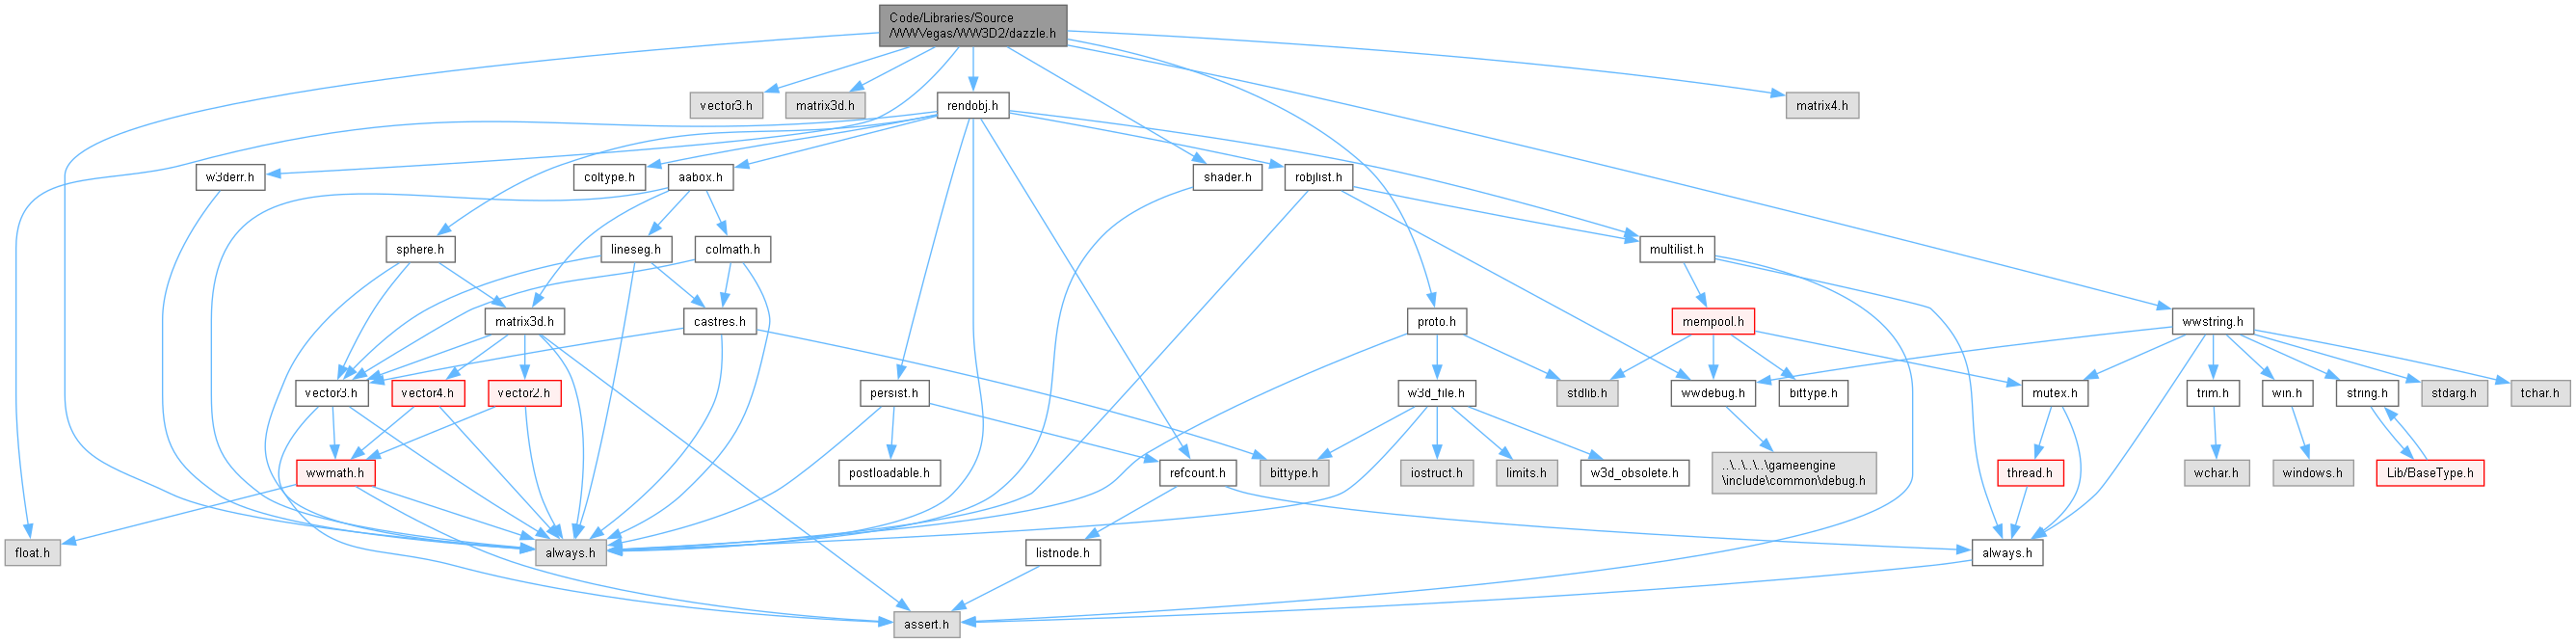 Code/Libraries/Source
/WWVegas/WW3D2/dazzle.h
vector3.h
matrix3d.h
rendobj.h
matrix4.h
w3derr.h
coltype.h
aabox.h
shader.h
robjlist.h
sphere.h
lineseg.h
colmath.h
multilist.h
matrix3d.h
castres.h
proto.h
mempool.h
wwstring.h
vector3.h
vector4.h
vector2.h
persist.h
w3d_file.h
stdlib.h
wwdebug.h
bittype.h
mutex.h
trim.h
win.h
string.h
stdarg.h
tchar.h
wwmath.h
postloadable.h
refcount.h
bittype.h
iostruct.h
limits.h
w3d_obsolete.h
..\..\..\..\gameengine
\include\common\debug.h
thread.h
wchar.h
windows.h
Lib/BaseType.h
float.h
always.h
listnode.h
always.h
assert.h